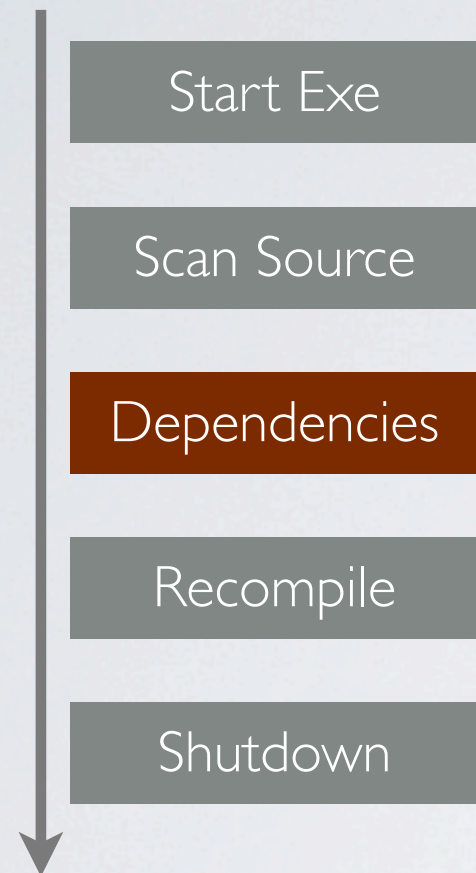 Start Exe
Scan Source
Dependencies
Recompile
Shutdown